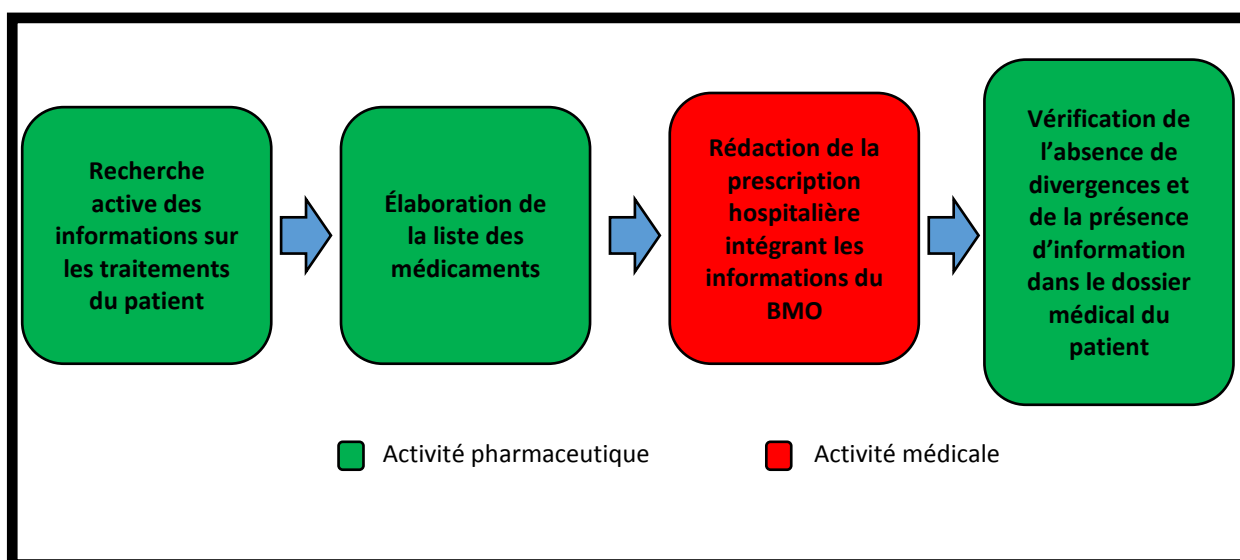 Recherche
active des
informations sur
les traitements
du patient
Élaboration de
la liste des
médicaments
Rédaction de la
prescription
hospitalière
intégrant les
informations du
BMO
Vérification de
l’absence de
divergences et
de la présence
d’information
dans le dossier
médical du
patient
Activité pharmaceutique
Activité médicale